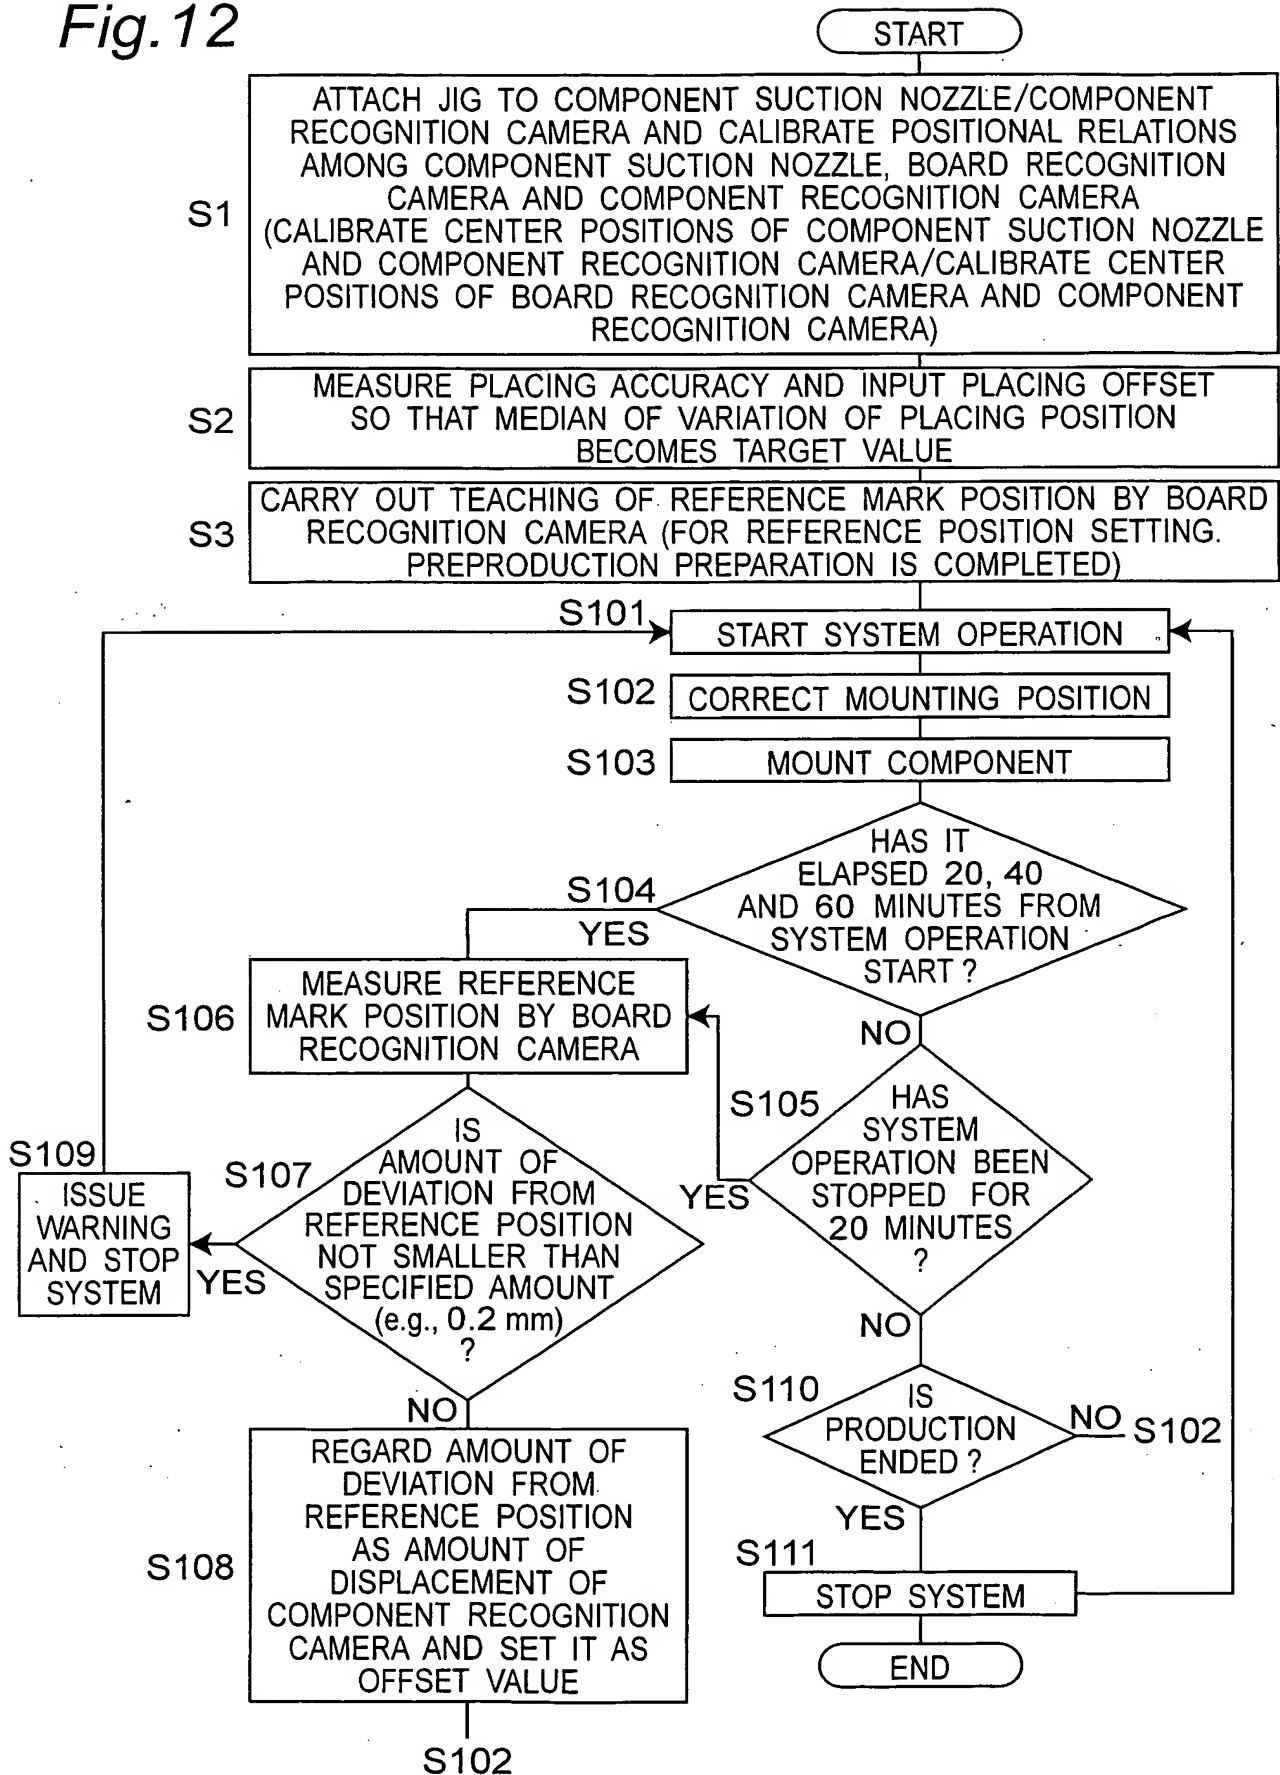 Fig.12
START
S1
ATTACH JIG TO COMPONENT SUCTION NOZZLE/COMPONENT
RECOGNITION CAMERA AND CALIBRATE POSITIONAL RELATIONS
AMONG COMPONENT SUCTION NOZZLE, BOARD RECOGNITION
CAMERA AND COMPONENT RECOGNITION CAMERA
(CALIBRATE CENTER POSITIONS OF COMPONENT SUCTION NOZZLE
AND COMPONENT RECOGNITION CAMERA/CALIBRATE CENTER
POSITIONS OF BOARD RECOGNITION CAMERA AND COMPONENT
RECOGNITION CAMERA)
S2
MEASURE PLACING ACCURACY AND INPUT PLACING OFFSET
SO THAT MEDIAN OF VARIATION OF PLACING POSITION
BECOMES TARGET VALUE
S3
CARRY OUT TEACHING OF REFERENCE MARK POSITION BY BOARD
RECOGNITION CAMERA (FOR REFERENCE POSITION SETTING.
PREPRODUCTION PREPARATION IS COMPLETED)
S101
START SYSTEM OPERATION
S102
CORRECT MOUNTING POSITION
S103
MOUNT COMPONENT
S104
HAS IT
ELAPSED 20, 40
AND 60 MINUTES FROM
SYSTEM OPERATION
START ?
YES
NO
S106
MEASURE REFERENCE
MARK POSITION BY BOARD
RECOGNITION CAMERA
S105
HAS
SYSTEM
OPERATION BEEN
STOPPED FOR
20 MINUTES
?
YES
NO
S107
IS
AMOUNT OF
DEVIATION FROM
REFERENCE POSITION
NOT SMALLER THAN
SPECIFIED AMOUNT
(e.g., 0.2 mm)
?
YES
NO
S109
ISSUE
WARNING
AND STOP
SYSTEM
S110
IS
PRODUCTION
ENDED ?
NO
S102
YES
S108
REGARD AMOUNT OF
DEVIATION FROM
REFERENCE POSITION
AS AMOUNT OF
DISPLACEMENT OF
COMPONENT RECOGNITION
CAMERA AND SET IT AS
OFFSET VALUE
S102
S111
STOP SYSTEM
END